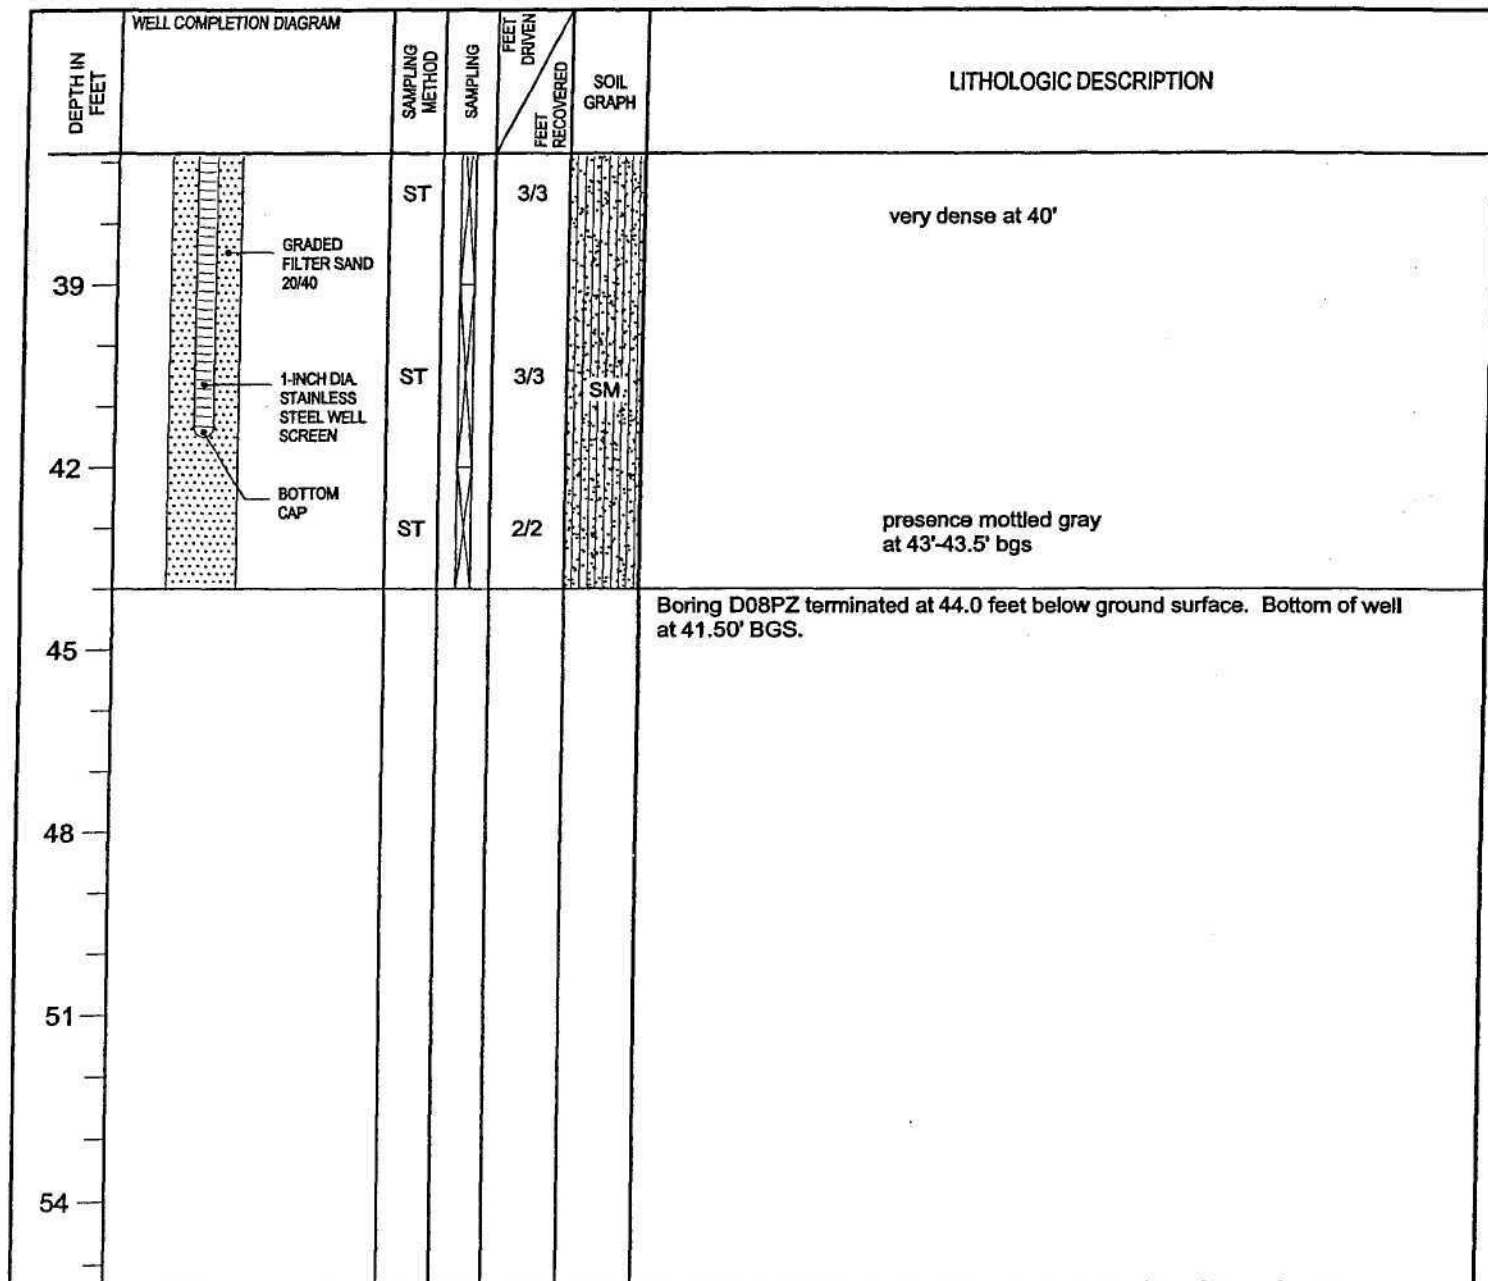 WELL COMPLETION DIAGRAM
DEPTH IN
FEET
SAMPLING
METHOD
SAMPLING
FEET
DRIVEN
FEET
RECOVERED
SOIL
GRAPH
LITHOLOGIC DESCRIPTION
ST
3/3
very dense at 40'
GRADED
FILTER SAND
20/40
39
1-INCH DIA.
STAINLESS
STEEL WELL
SCREEN
ST
3/3
SM
42
BOTTOM
CAP
ST
2/2
presence mottled gray
at 43'-43.5' bgs
Boring D08PZ terminated at 44.0 feet below ground surface. Bottom of well
at 41.50' BGS.
45
48
51
54